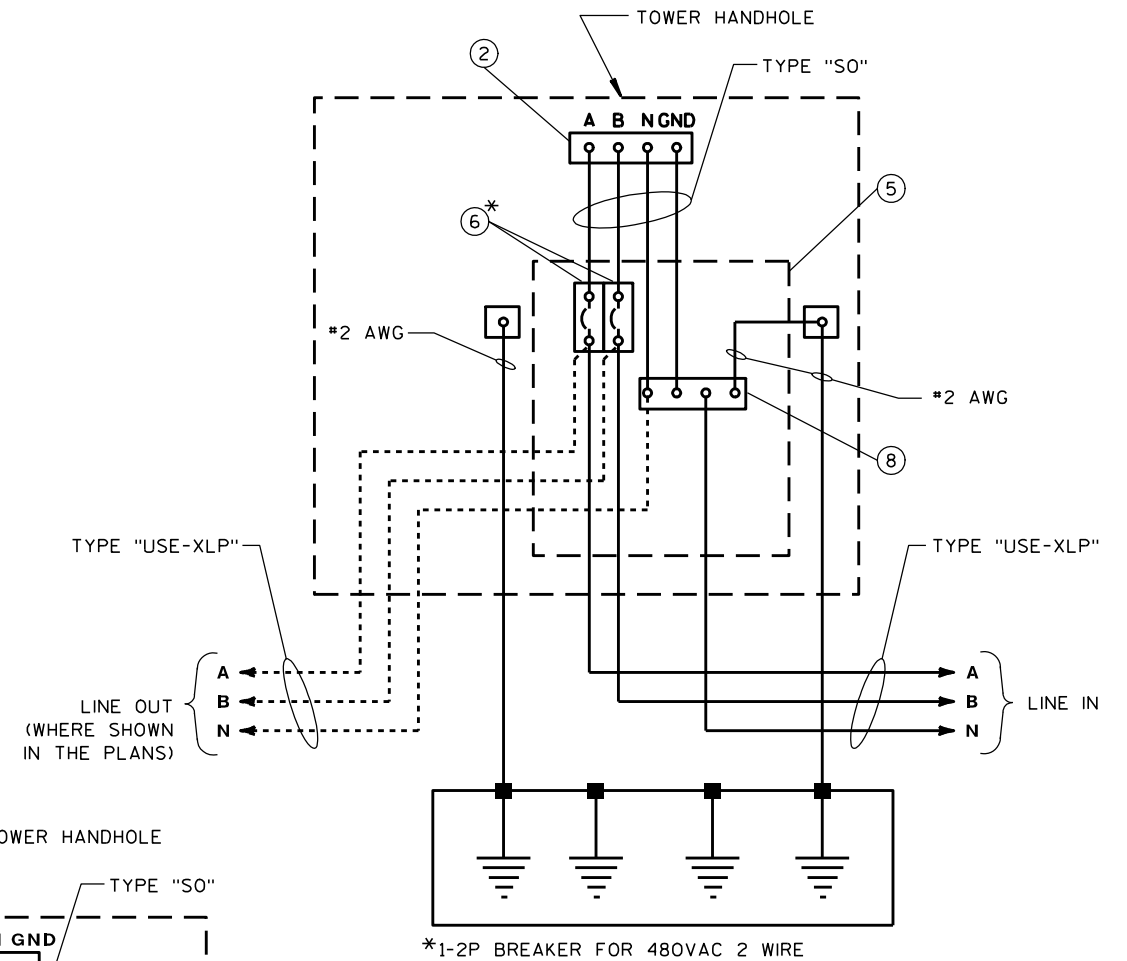 TOWER HANDHOLE
2
TYPE "SO"
A B N GND
5
6*
#2 AWG
#2 AWG
8
TYPE "USE-XLP"
TYPE "USE-XLP"
A
B
N
LINE OUT
(WHERE SHOWN
IN THE PLANS)
A
B
N
LINE IN
OWER HANDHOLE
TYPE "SO"
GND
*1-2P BREAKER FOR 480VAC 2 WIRE